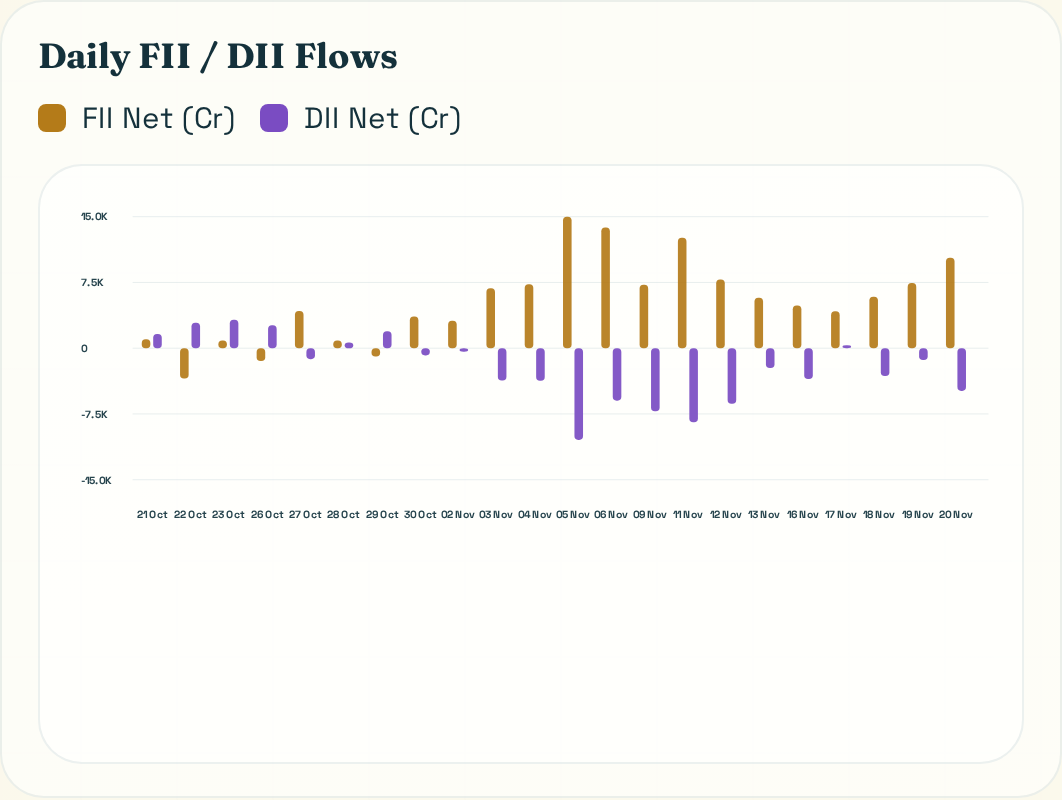 Daily FII / DII Flows
FII Net (Cr) DII Net (Cr)
15.0K
7.5K
0
-7.5K
-15.0K
21 Oct 22 Oct 23 Oct 26 Oct 27 Oct 28 Oct 29 Oct 30 Oct 02 Nov 03 Nov 04 Nov 05 Nov 06 Nov 09 Nov 11 Nov 12 Nov 13 Nov 16 Nov 17 Nov 18 Nov 19 Nov 20 Nov